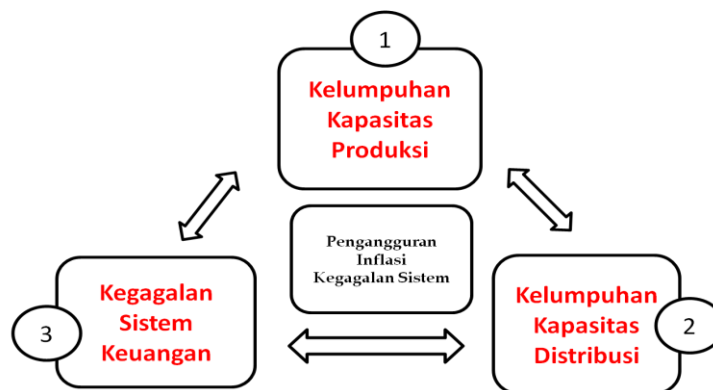 1
Kelumpuhan
Kapasitas
Produksi
Pengangguran
Inflasi
Kegagalan Sistem
3
Kegagalan
Sistem
Keuangan
Kelumpuhan
Kapasitas
Distribusi
2